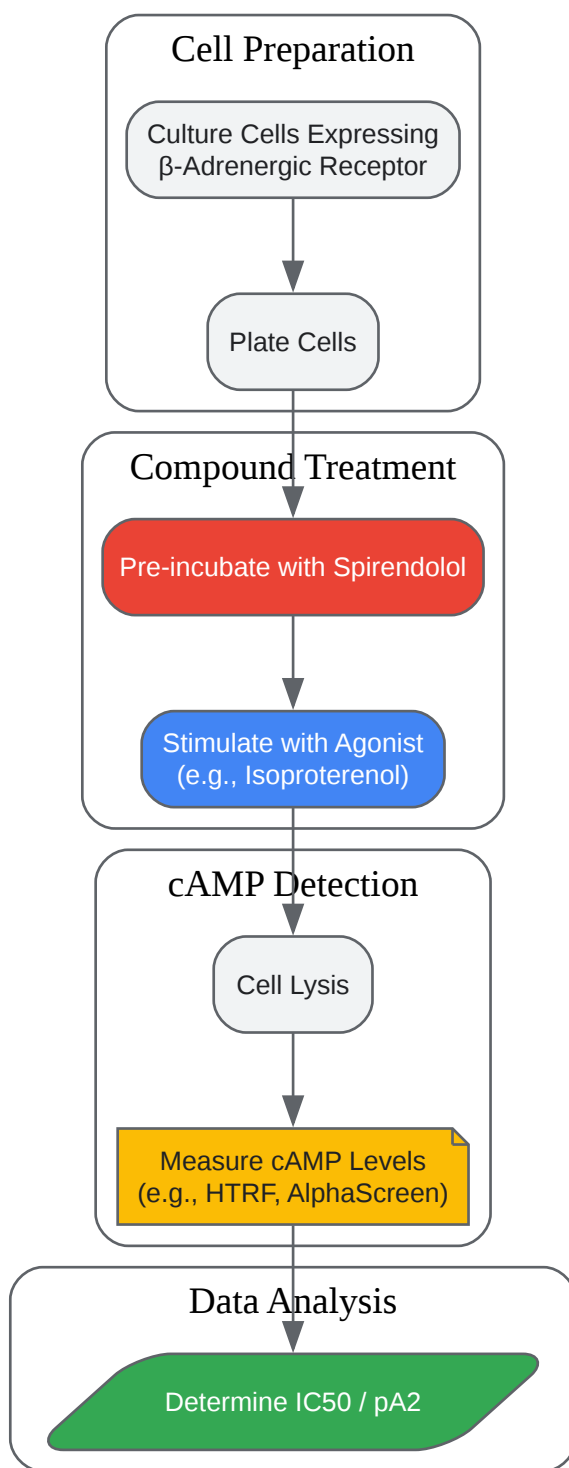 Cell Preparation
Culture Cells Expressing
β-Adrenergic Receptor
Plate Cells
Compound Treatment
Pre-incubate with Spirendolol
Stimulate with Agonist
(e.g., Isoproterenol)
cAMP Detection
Cell Lysis
Measure cAMP Levels
(e.g., HTRF, AlphaScreen)
Data Analysis
Determine IC50 / pA2